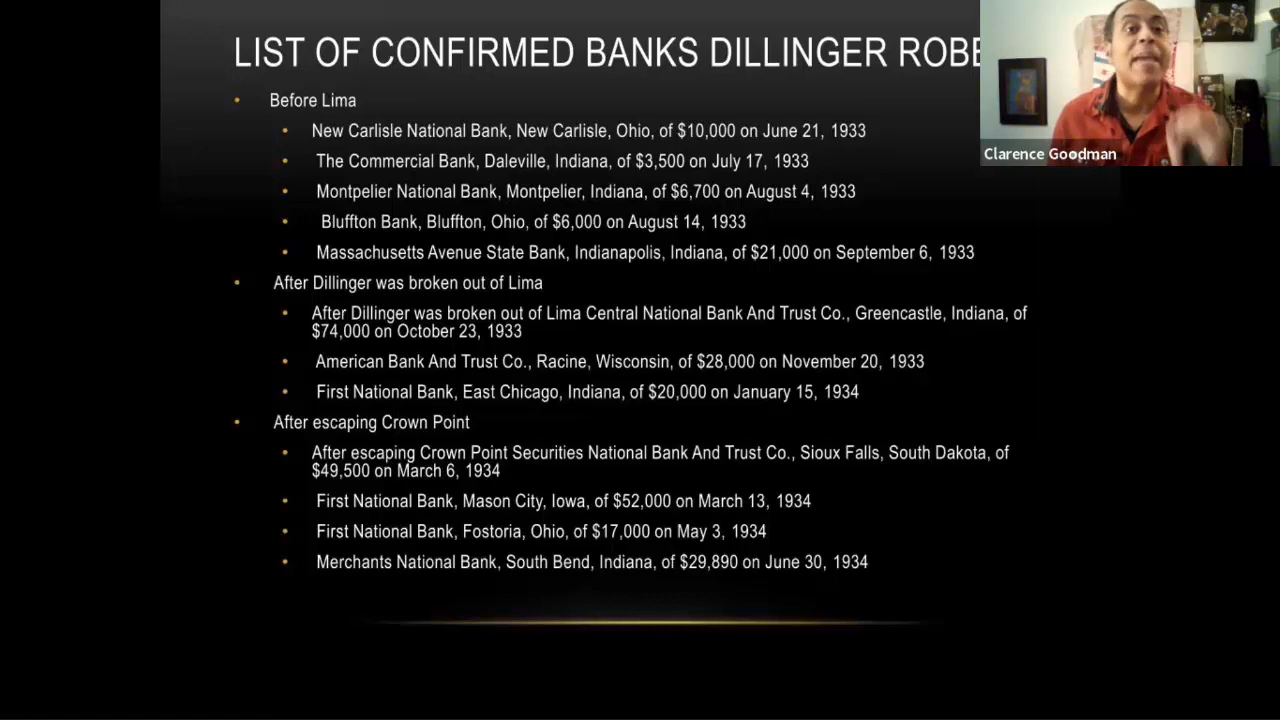 LIST OF CONFIRMED BANKS DILLINGER ROBE
• Before Lima
• New Carlisle National Bank, New Carlisle, Ohio, of $10,000 on June 21, 1933
• The Commercial Bank, Daleville, Indiana, of $3,500 on July 17, 1933
• Montpelier National Bank, Montpelier, Indiana, of $6,700 on August 4, 1933
• Bluffton Bank, Bluffton, Ohio, of $6,000 on August 14, 1933
• Massachusetts Avenue State Bank, Indianapolis, Indiana, of $21,000 on September 6, 1933
• After Dillinger was broken out of Lima
• After Dillinger was broken out of Lima Central National Bank And Trust Co., Greencastle, Indiana, of
$74,000 on October 23, 1933
• American Bank And Trust Co., Racine, Wisconsin, of $28,000 on November 20, 1933
• First National Bank, East Chicago, Indiana, of $20,000 on January 15, 1934
• After escaping Crown Point
• After escaping Crown Point Securities National Bank And Trust Co., Sioux Falls, South Dakota, of
$49,500 on March 6, 1934
• First National Bank, Mason City, Iowa, of $52,000 on March 13, 1934
• First National Bank, Fostoria, Ohio, of $17,000 on May 3, 1934
• Merchants National Bank, South Bend, Indiana, of $29,890 on June 30, 1934
Clarence Goodman